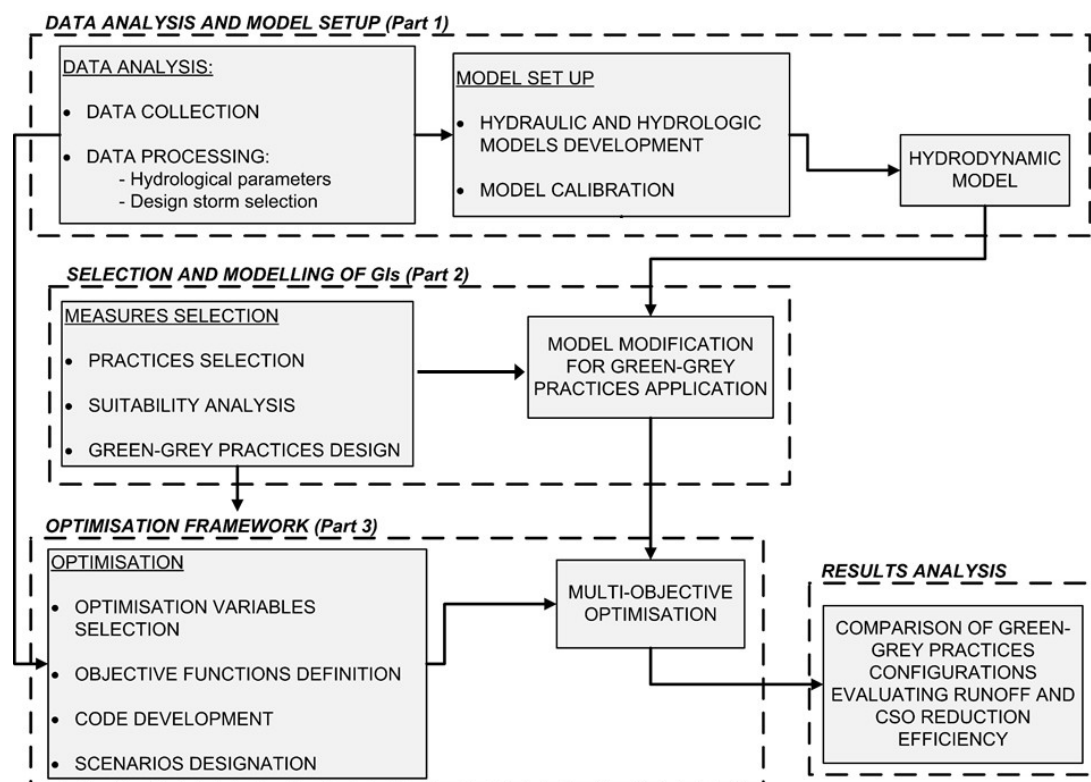 DATA ANALYSIS AND MODEL SETUP (Part 1)
DATA ANALYSIS:
• DATA COLLECTION
• DATA PROCESSING:
- Hydrological parameters
- Design storm selection
MODEL SET UP
• HYDRAULIC AND HYDROLOGIC
MODELS DEVELOPMENT
• MODEL CALIBRATION
HYDRODYNAMIC
MODEL
SELECTION AND MODELLING OF GIs (Part 2)
MEASURES SELECTION
• PRACTICES SELECTION
• SUITABILITY ANALYSIS
• GREEN-GREY PRACTICES DESIGN
MODEL MODIFICATION
FOR GREEN-GREY
PRACTICES APPLICATION
OPTIMISATION FRAMEWORK (Part 3)
OPTIMISATION
• OPTIMISATION VARIABLES
SELECTION
• OBJECTIVE FUNCTIONS DEFINITION
• CODE DEVELOPMENT
• SCENARIOS DESIGNATION
MULTI-OBJECTIVE
OPTIMISATION
RESULTS ANALYSIS
COMPARISON OF GREEN-
GREY PRACTICES
CONFIGURATIONS
EVALUATING RUNOFF AND
CSO REDUCTION
EFFICIENCY